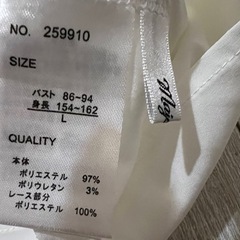 NO. 259910
SIZE
バスト 86~94
身長 154~162
L
QUALITY
本体
ポリエステル 97%
ポリウレタン 3%
レース部分
ポリエステル 100%